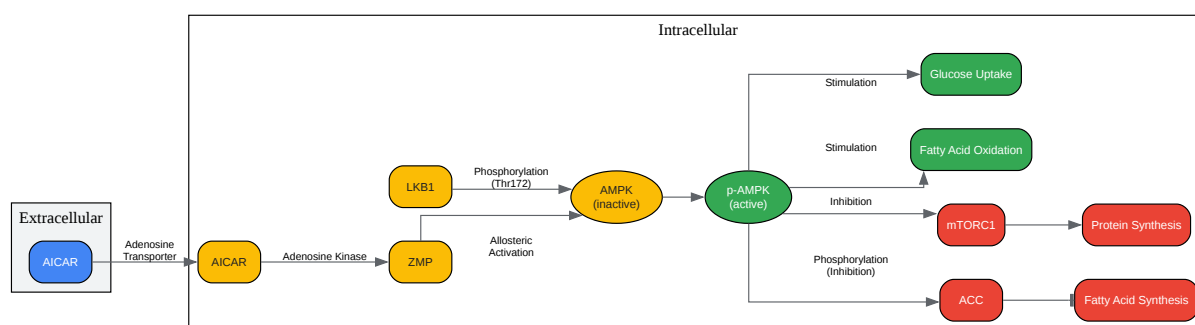 Intracellular
Glucose Uptake
Stimulation
Stimulation
Fatty Acid Oxidation
Phosphorylation
(Thr172)
LKB1
AMPK
(inactive)
p-AMPK
(active)
Inhibition
Extracellular
mTORC1
Protein Synthesis
Adenosine
Transporter
Allosteric
Activation
AICAR
AICAR
Adenosine Kinase
ZMP
Phosphorylation
(Inhibition)
ACC
Fatty Acid Synthesis